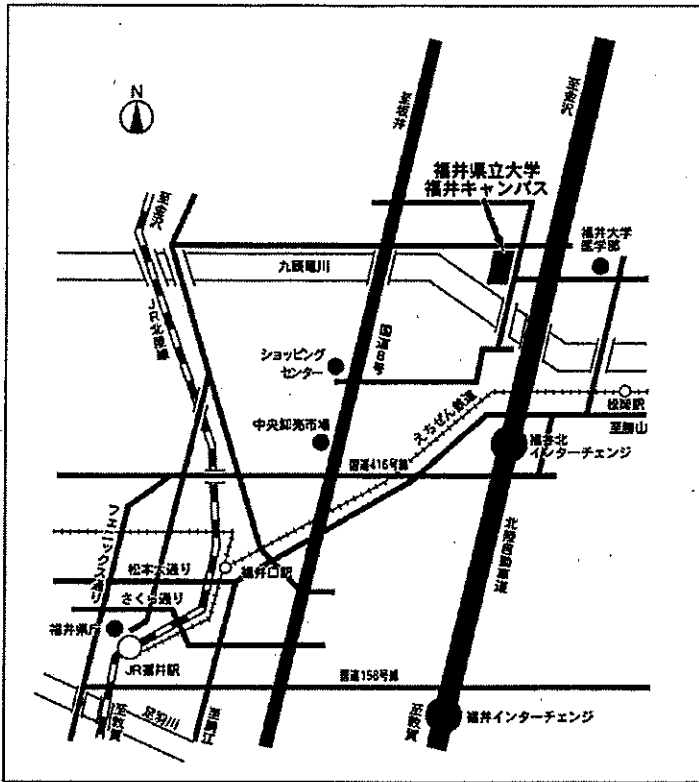 N
至坂井
至金沢
福井県立大学
福井キャンパス
至金沢
福井大学
医学部
九頭竜川
JR北陸線
国道8号
ショッピング
センター
えちぜん鉄道
松岡駅
至勝山
中央卸売市場
福井北
インターチェンジ
国道416号線
フェニックス通り
北陸自動車道
松本大通り
福井口駅
さくら通り
福井県庁
JR福井駅
国道158号線
足羽川
至敦賀
至鯖江
至敦賀
福井インターチェンジ